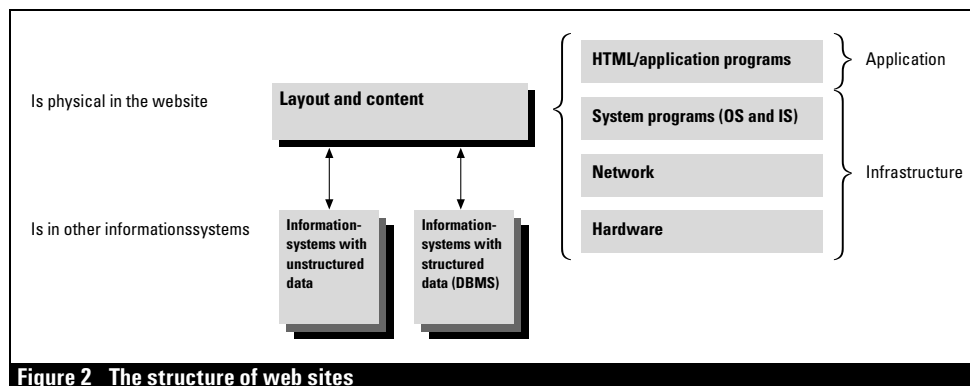 HTML/application programs
Application
Is physical in the website
Layout and content
System programs (OS and IS)
Network
Infrastructure
Is in other informationssystems
Information-
systems with
unstructured
data
Information-
systems with
structured
data (DBMS)
Hardware
Figure 2 The structure of web sites